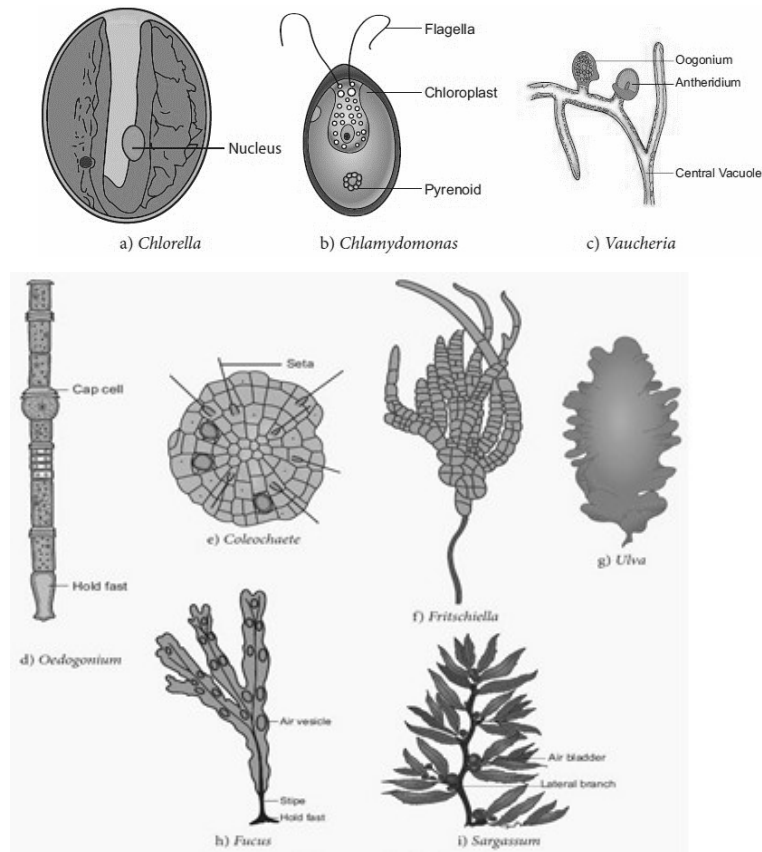 Flagella
Chloroplast
Nucleus
Pyrenoid
Oogonium
Antheridium
Central Vacuole
a) Chlorella
b) Chlamydomonas
c) Vaucheria
Cap cell
Hold fast
d) Oedogonium
Seta
e) Coleochaete
f) Fritschiella
g) Ulva
Air vesicle
Stipe
Hold fast
h) Fucus
Air bladder
Lateral branch
i) Sargassum